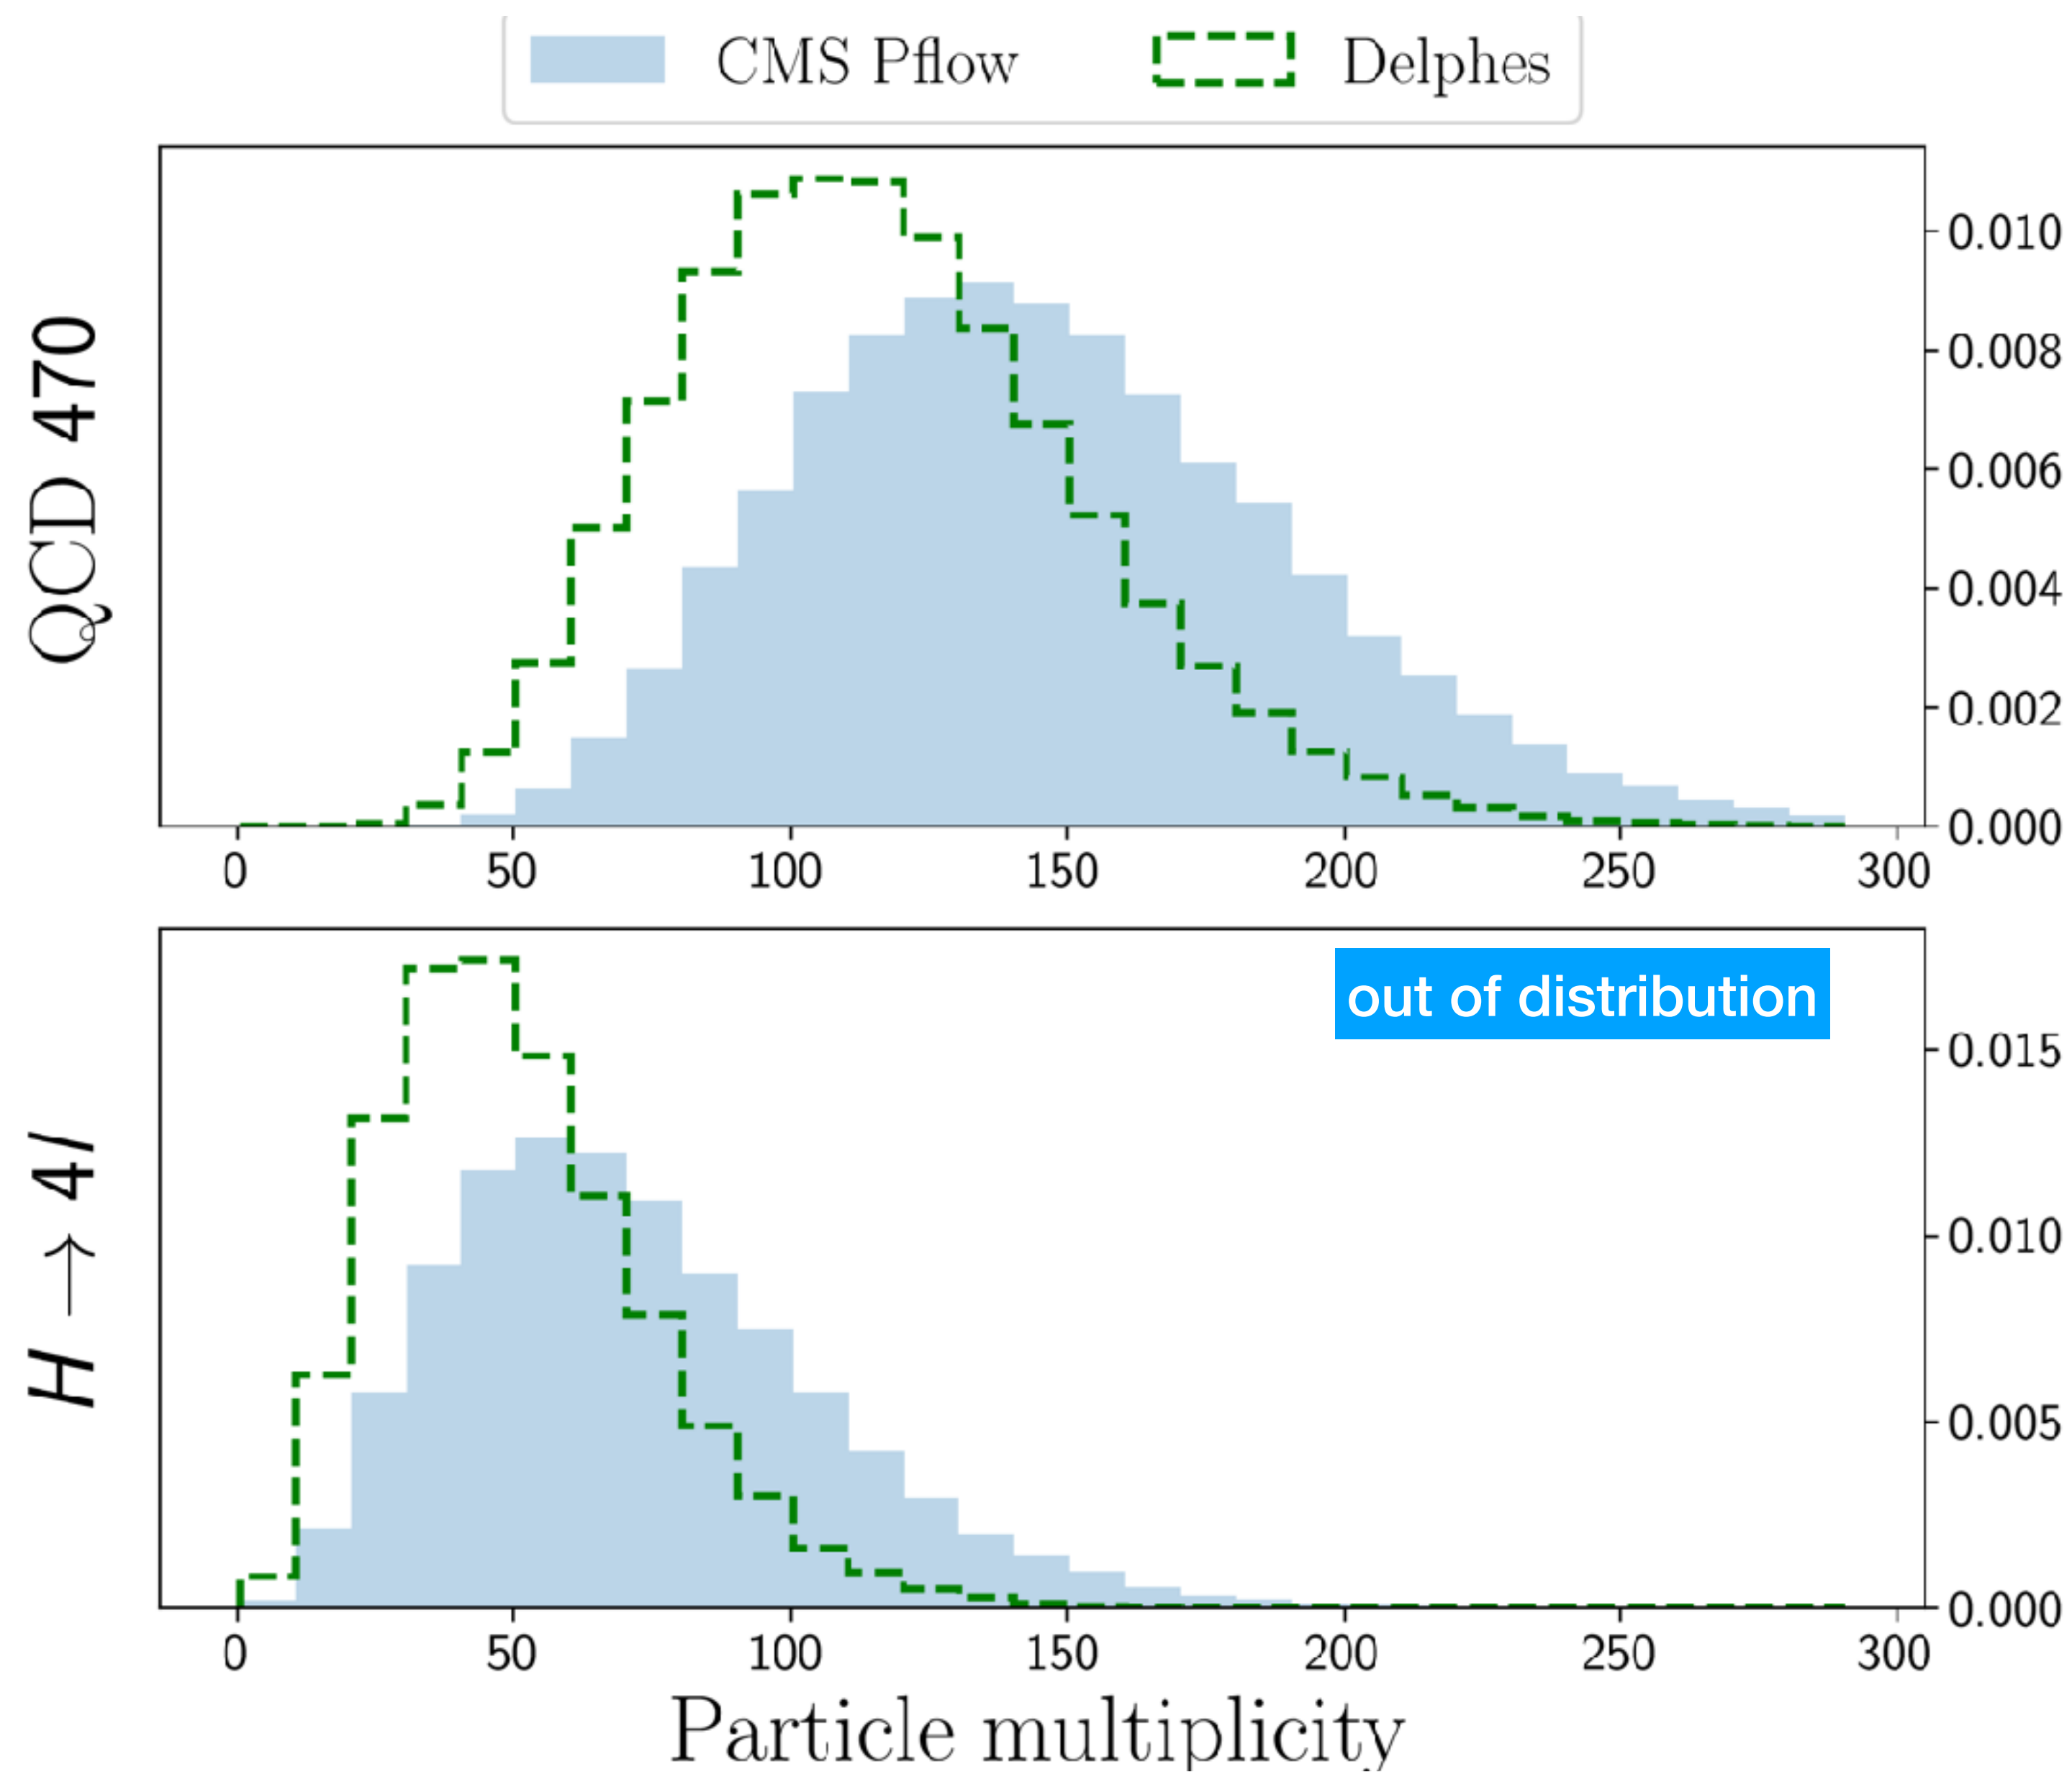 CMS Pflow Delphes
QCD 470
0.010
0.008
0.006
0.004
0.002
0.000
0 50 100 150 200 250 300
H → 4l
out of distribution
0.015
0.010
0.005
0.000
0 50 100 150 200 250 300
Particle multiplicity